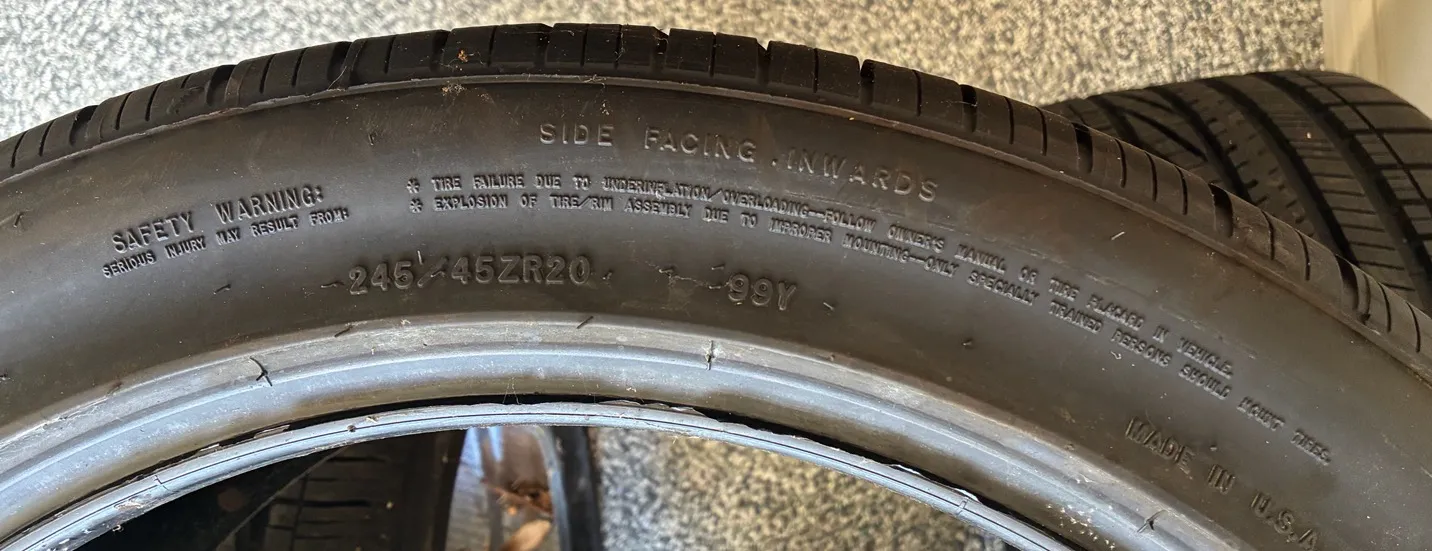 SIDE FACING INWARDS
SAFETY WARNING:
SERIOUS INJURY MAY RESULT FROM:
* TIRE FAILURE DUE TO UNDERINFLATION/OVERLOADING—FOLLOW OWNER'S MANUAL OR TIRE PLACARD IN VEHICLE.
* EXPLOSION OF TIRE/RIM ASSEMBLY DUE TO IMPROPER MOUNTING—ONLY SPECIALLY TRAINED PERSONS SHOULD MOUNT TIRES.
245/45ZR20 99Y
MADE IN U.S.A